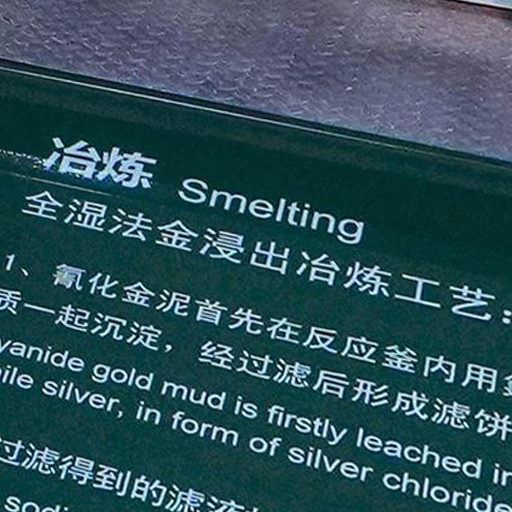 冶炼 Smelting
全湿法金浸出冶炼工艺：
1、氰化金泥首先在反应釜内用
质一起沉淀，经过滤后形成滤饼
yanide gold mud is firstly leached in
ile silver, in form of silver chloride
过滤得到的滤液